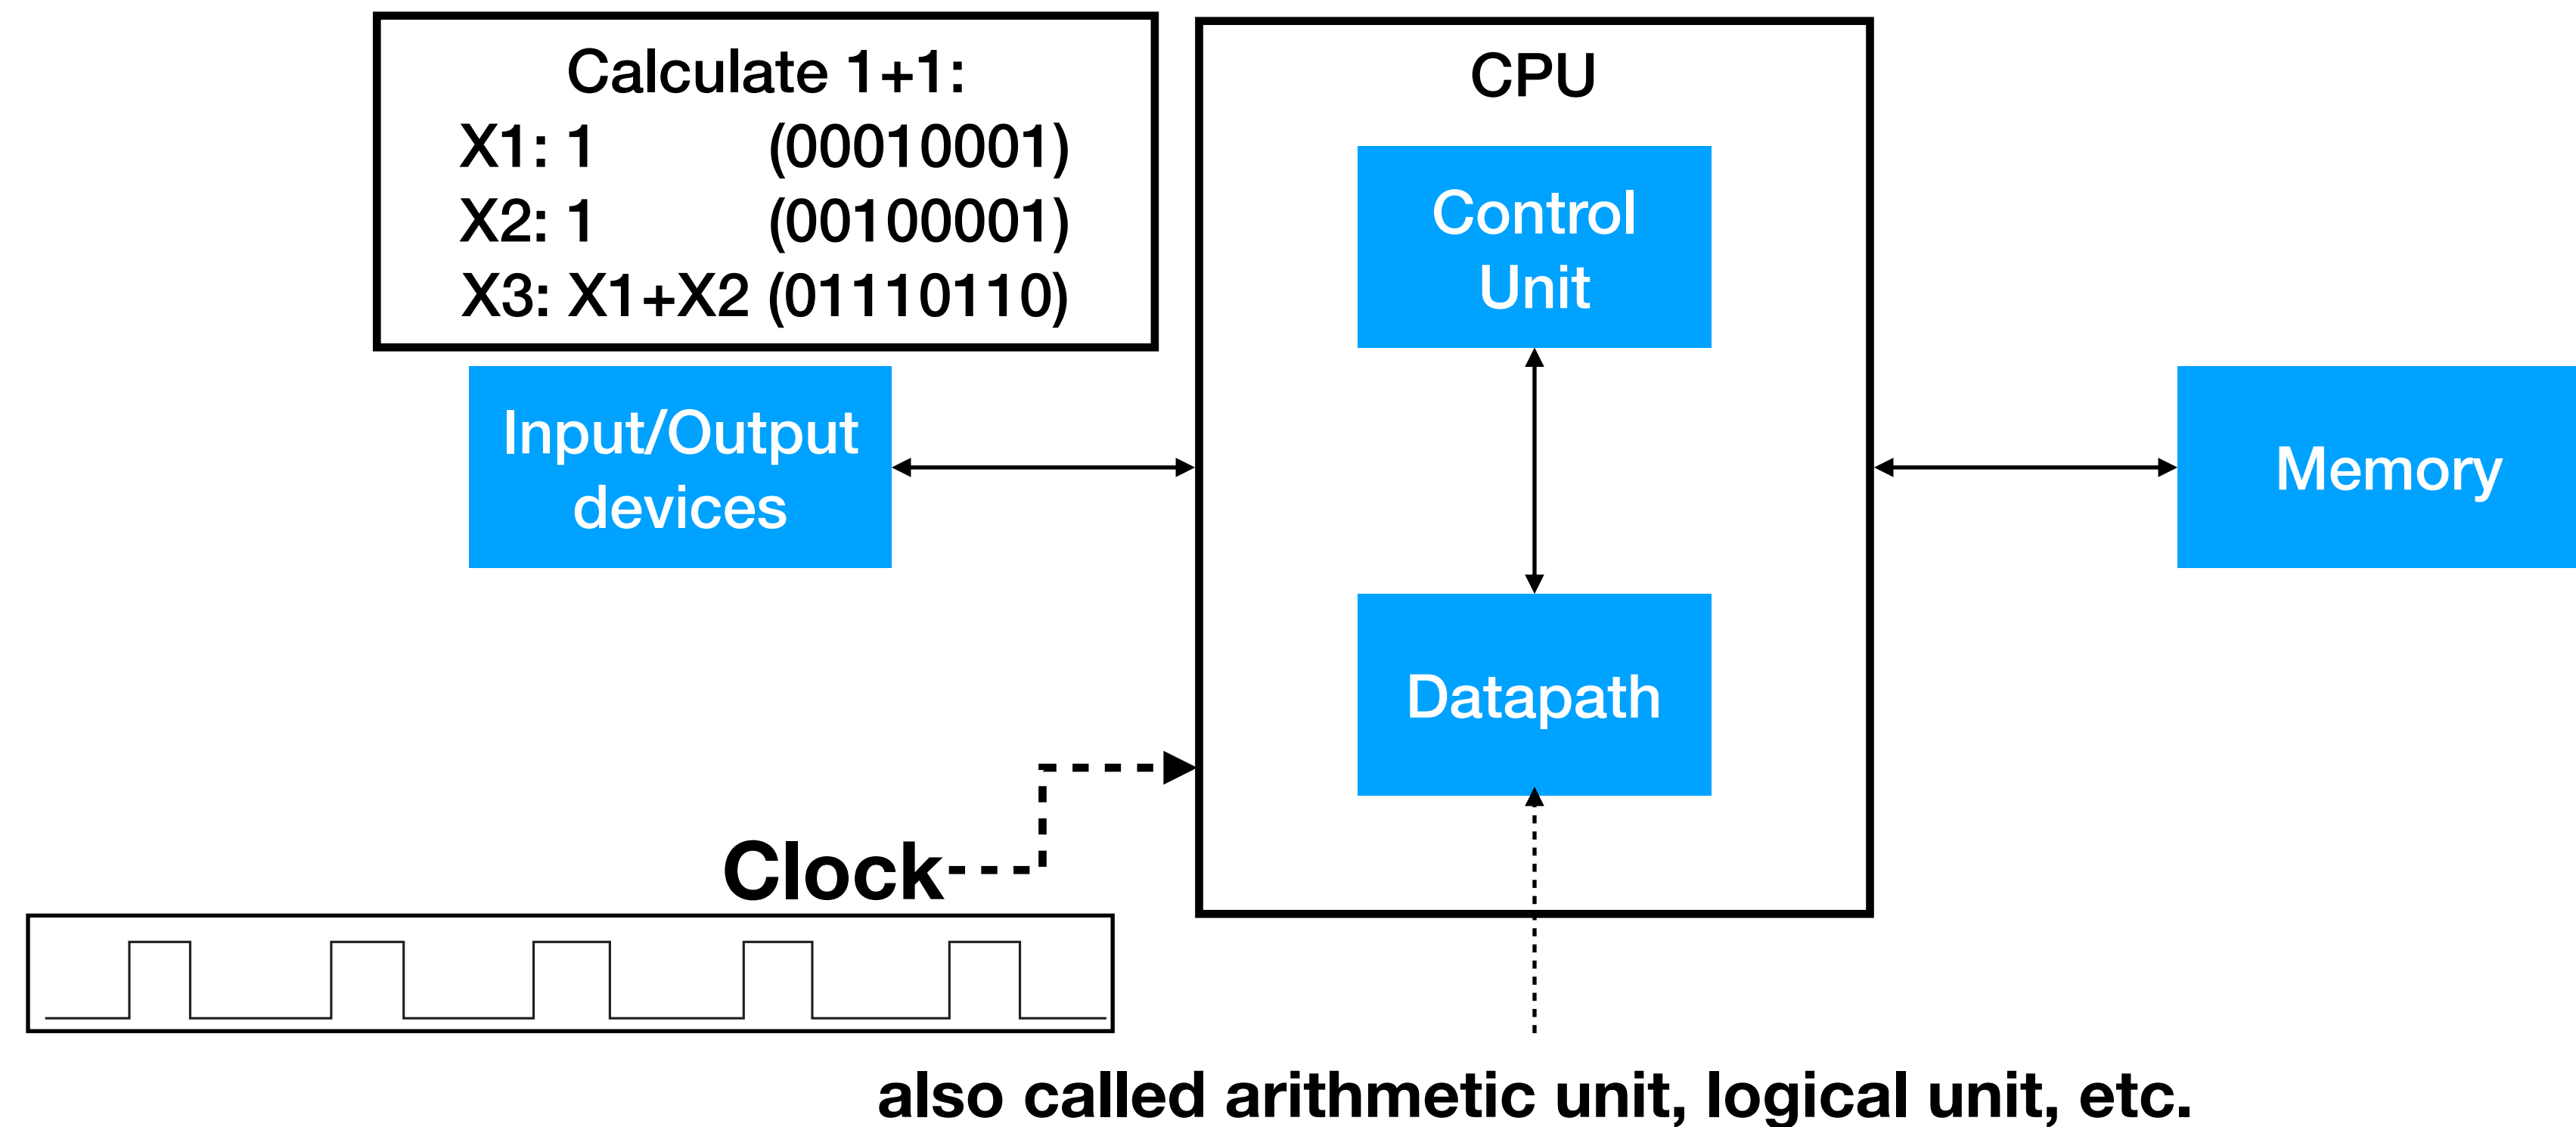 Calculate 1+1:
X1: 1 (00010001)
X2: 1 (00100001)
X3: X1+X2 (01110110)
Input/Output
devices
CPU
Control
Unit
Datapath
Memory
Clock
also called arithmetic unit, logical unit, etc.